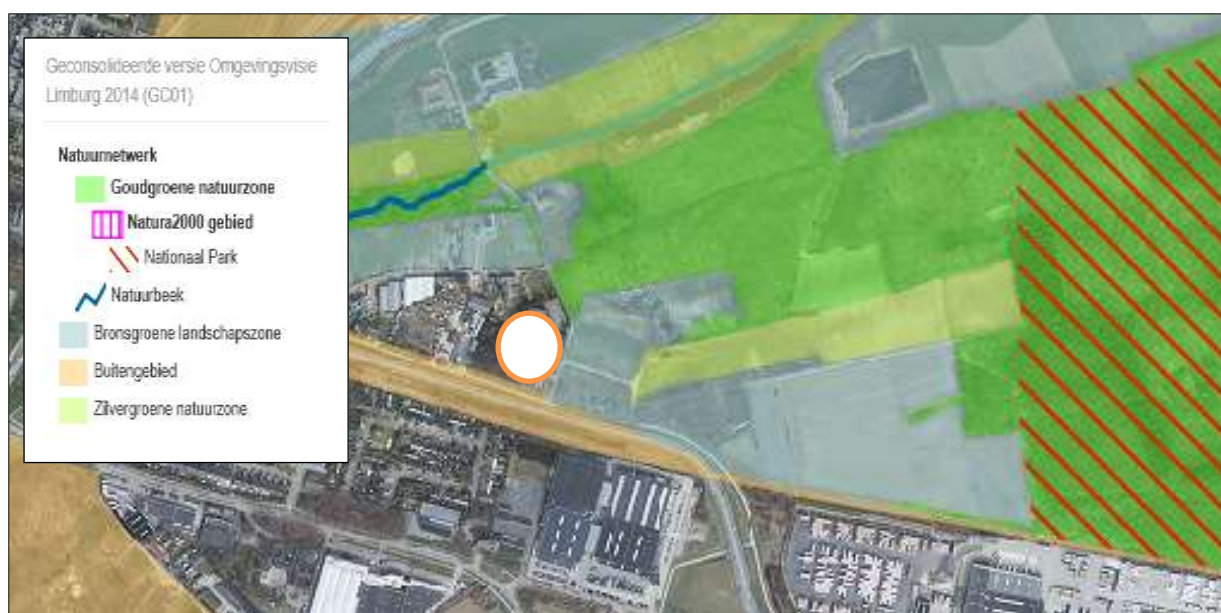 Geconsolideerde versie Omgevingsvisie
Limburg 2014 (GC01)
Natuurnetwerk
Goudgroene natuurzone
Natura2000 gebied
Nationaal Park
Natuurbeek
Bronsgroene landschapszone
Buitengebied
Zilvergroene natuurzone